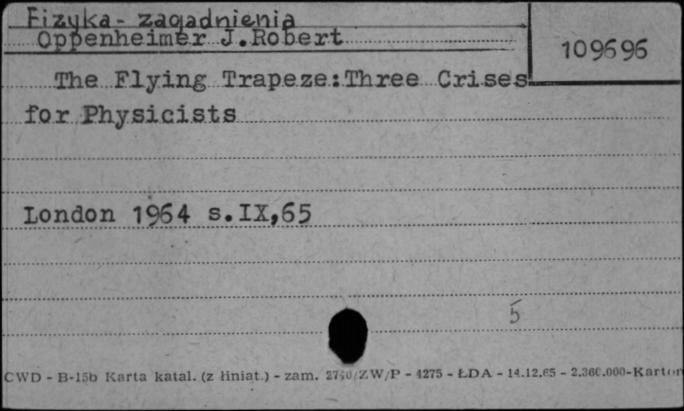 Fizyka - zagadnienia
Oppenheimer J.Robert
109696
The Flying Trapeze:Three Crises
for Physicists
London 1964 s.IX,65
5
CWD - B-15b Karta katal. (z liniat.) - zam. ZW/P - 4275 - ŁDA - 14.12.65 - 2.360.000-Karton